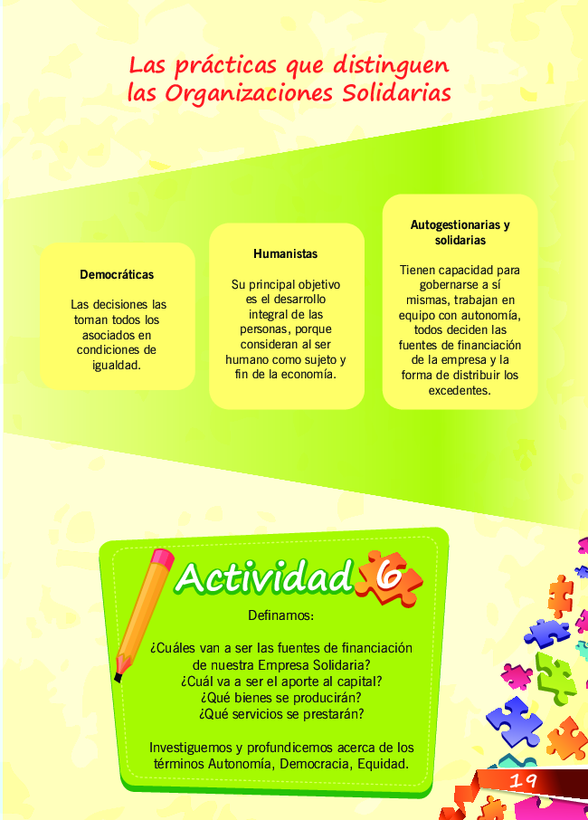 Las prácticas que distinguen
las Organizaciones Solidarias
Democráticas
Las decisiones las
toman todos los
asociados en
condiciones de
igualdad.
Humanistas
Su principal objetivo
es el desarrollo
integral de las
personas, porque
consideran al ser
humano como sujeto y
fin de la economía.
Autogestionarias y
solidarias
Tienen capacidad para
gobernarse a sí
mismas, trabajan en
equipo con autonomía,
todos deciden las
fuentes de financiación
de la empresa y la
forma de distribuir los
excedentes.
Actividad 6
Definamos:
¿Cuáles van a ser las fuentes de financiación
de nuestra Empresa Solidaria?
¿Cuál va a ser el aporte al capital?
¿Qué bienes se producirán?
¿Qué servicios se prestarán?
Investiguemos y profundicemos acerca de los
términos Autonomía, Democracia, Equidad.
19